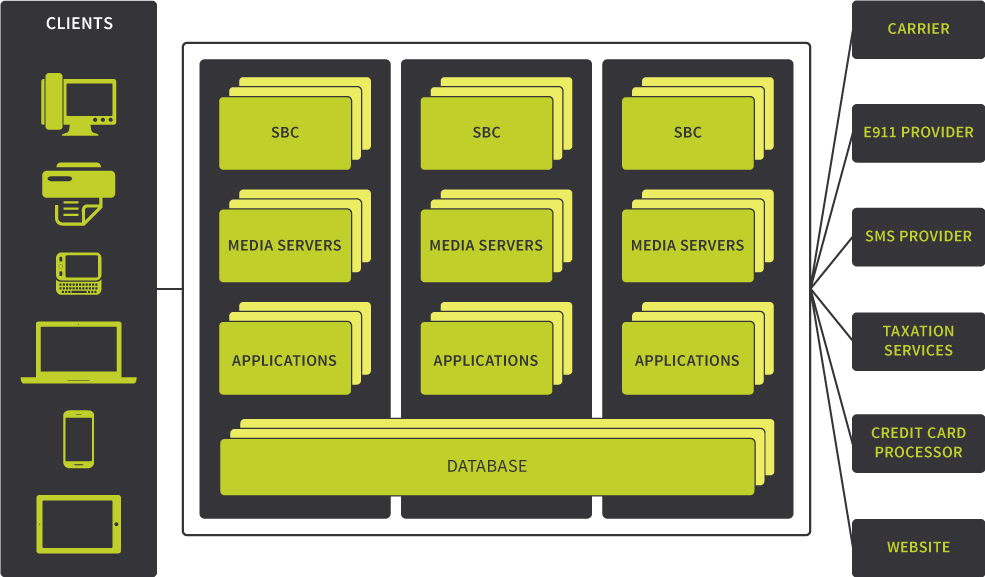 CLIENTS
SBC
SBC
SBC
MEDIA SERVERS
MEDIA SERVERS
MEDIA SERVERS
APPLICATIONS
APPLICATIONS
APPLICATIONS
DATABASE
CARRIER
E911 PROVIDER
SMS PROVIDER
TAXATION
SERVICES
CREDIT CARD
PROCESSOR
WEBSITE